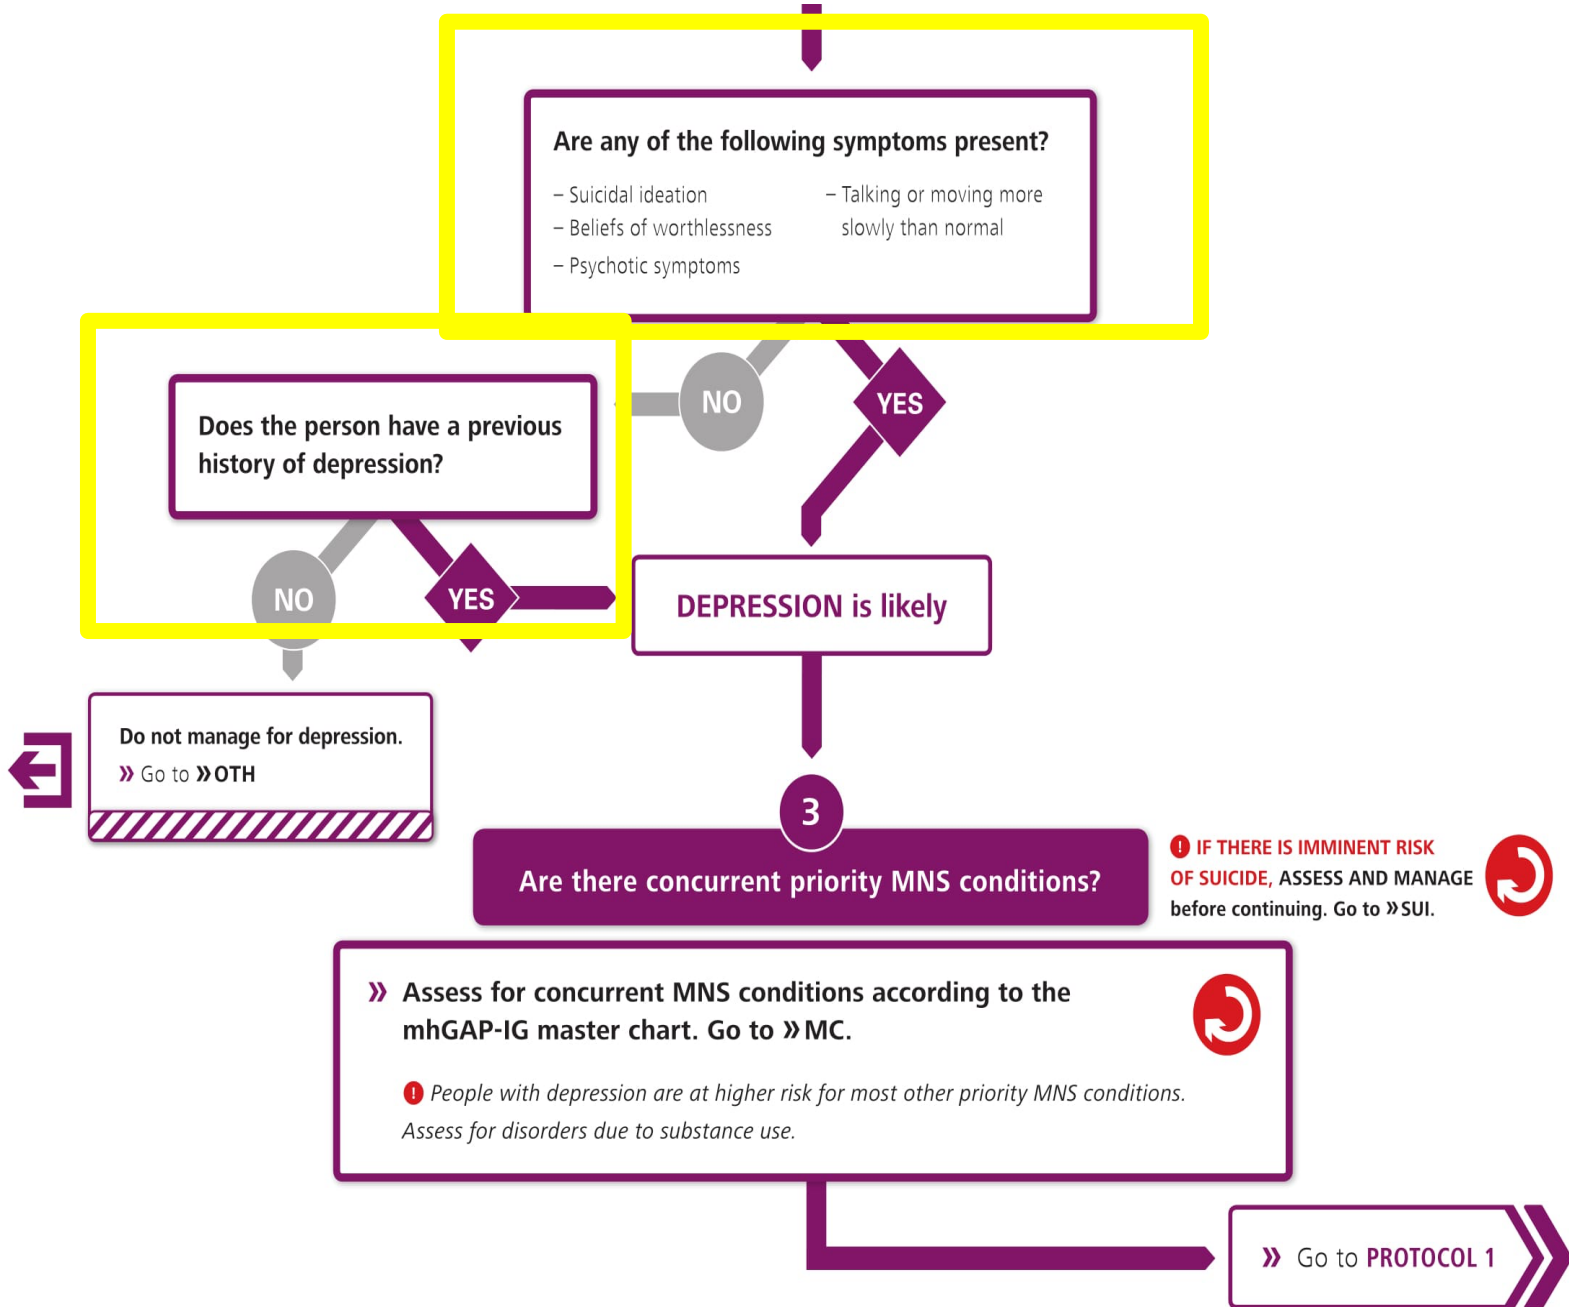 Are any of the following symptoms present?
– Suicidal ideation
– Beliefs of worthlessness
– Psychotic symptoms
– Talking or moving more
slowly than normal
NO
YES
Does the person have a previous
history of depression?
NO
YES
DEPRESSION is likely
Do not manage for depression.
» Go to »OTH
3
Are there concurrent priority MNS conditions?
! IF THERE IS IMMINENT RISK
OF SUICIDE, ASSESS AND MANAGE
before continuing. Go to »SUI.
» Assess for concurrent MNS conditions according to the
mhGAP-IG master chart. Go to »MC.
! People with depression are at higher risk for most other priority MNS conditions.
Assess for disorders due to substance use.
» Go to PROTOCOL 1